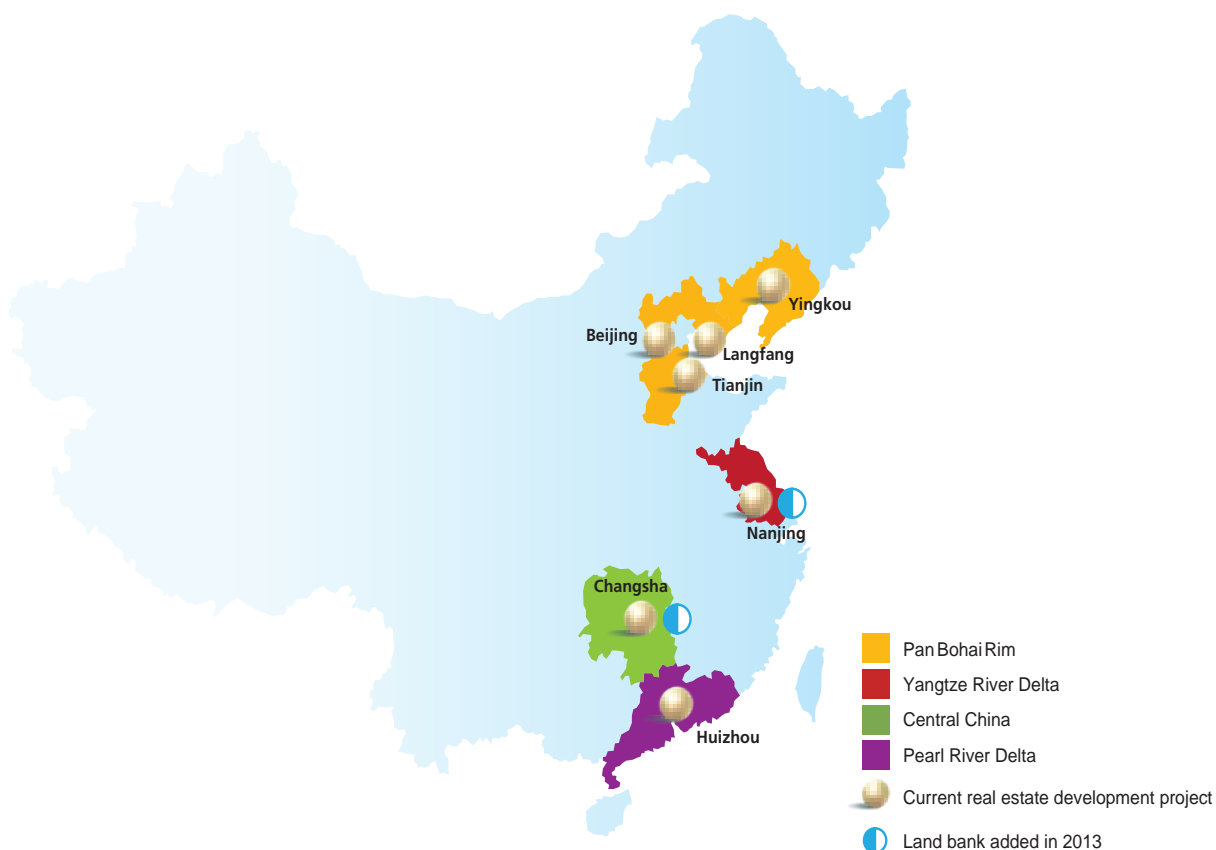 Yingkou
Beijing
Langfang
Tianjin
Nanjing
Changsha
Huizhou
Pan Bohai Rim
Yangtze River Delta
Central China
Pearl River Delta
Current real estate development project
Land bank added in 2013